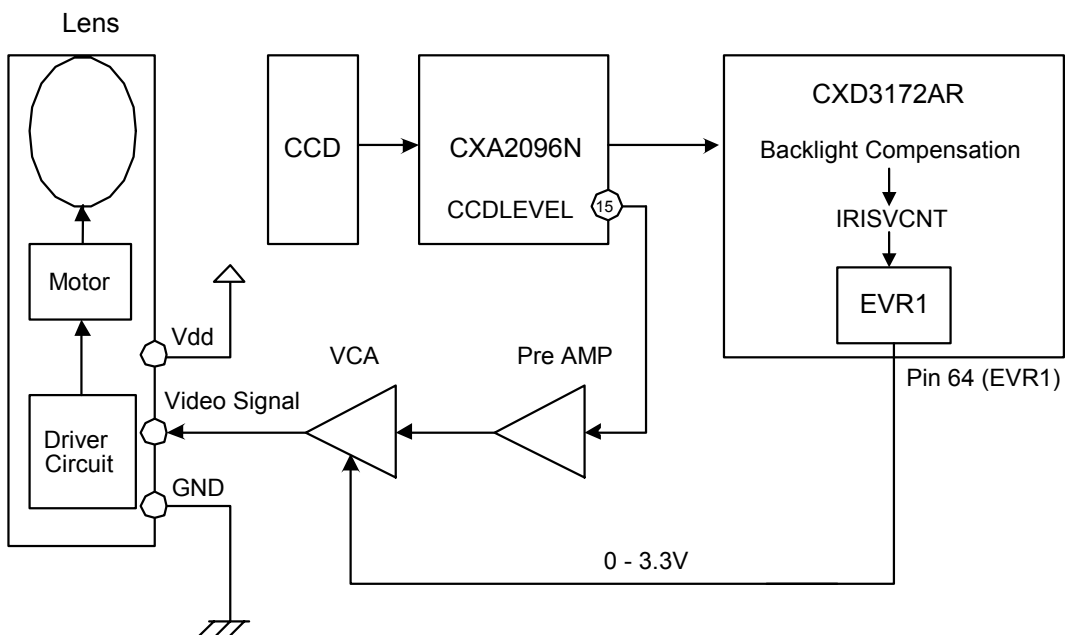 Lens
CCD
CXA2096N
CCDLEVEL
15
CXD3172AR
Backlight Compensation
IRISVCNT
EVR1
Pin 64 (EVR1)
Motor
Vdd
VCA
Pre AMP
Video Signal
Driver
Circuit
GND
0 - 3.3V